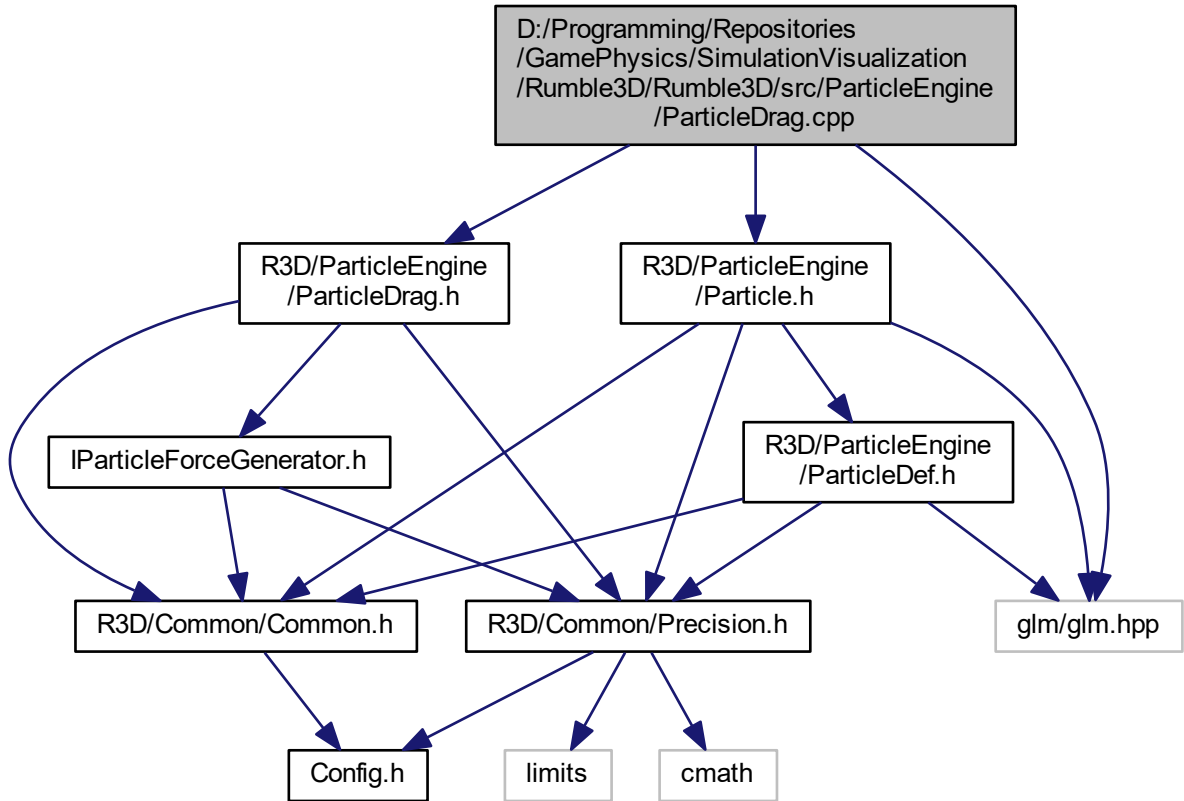 D:/Programming/Repositories
/GamePhysics/SimulationVisualization
/Rumble3D/Rumble3D/src/ParticleEngine
/ParticleDrag.cpp
R3D/ParticleEngine
/ParticleDrag.h
R3D/ParticleEngine
/Particle.h
IParticleForceGenerator.h
R3D/ParticleEngine
/ParticleDef.h
R3D/Common/Common.h
R3D/Common/Precision.h
glm/glm.hpp
Config.h
limits
cmath